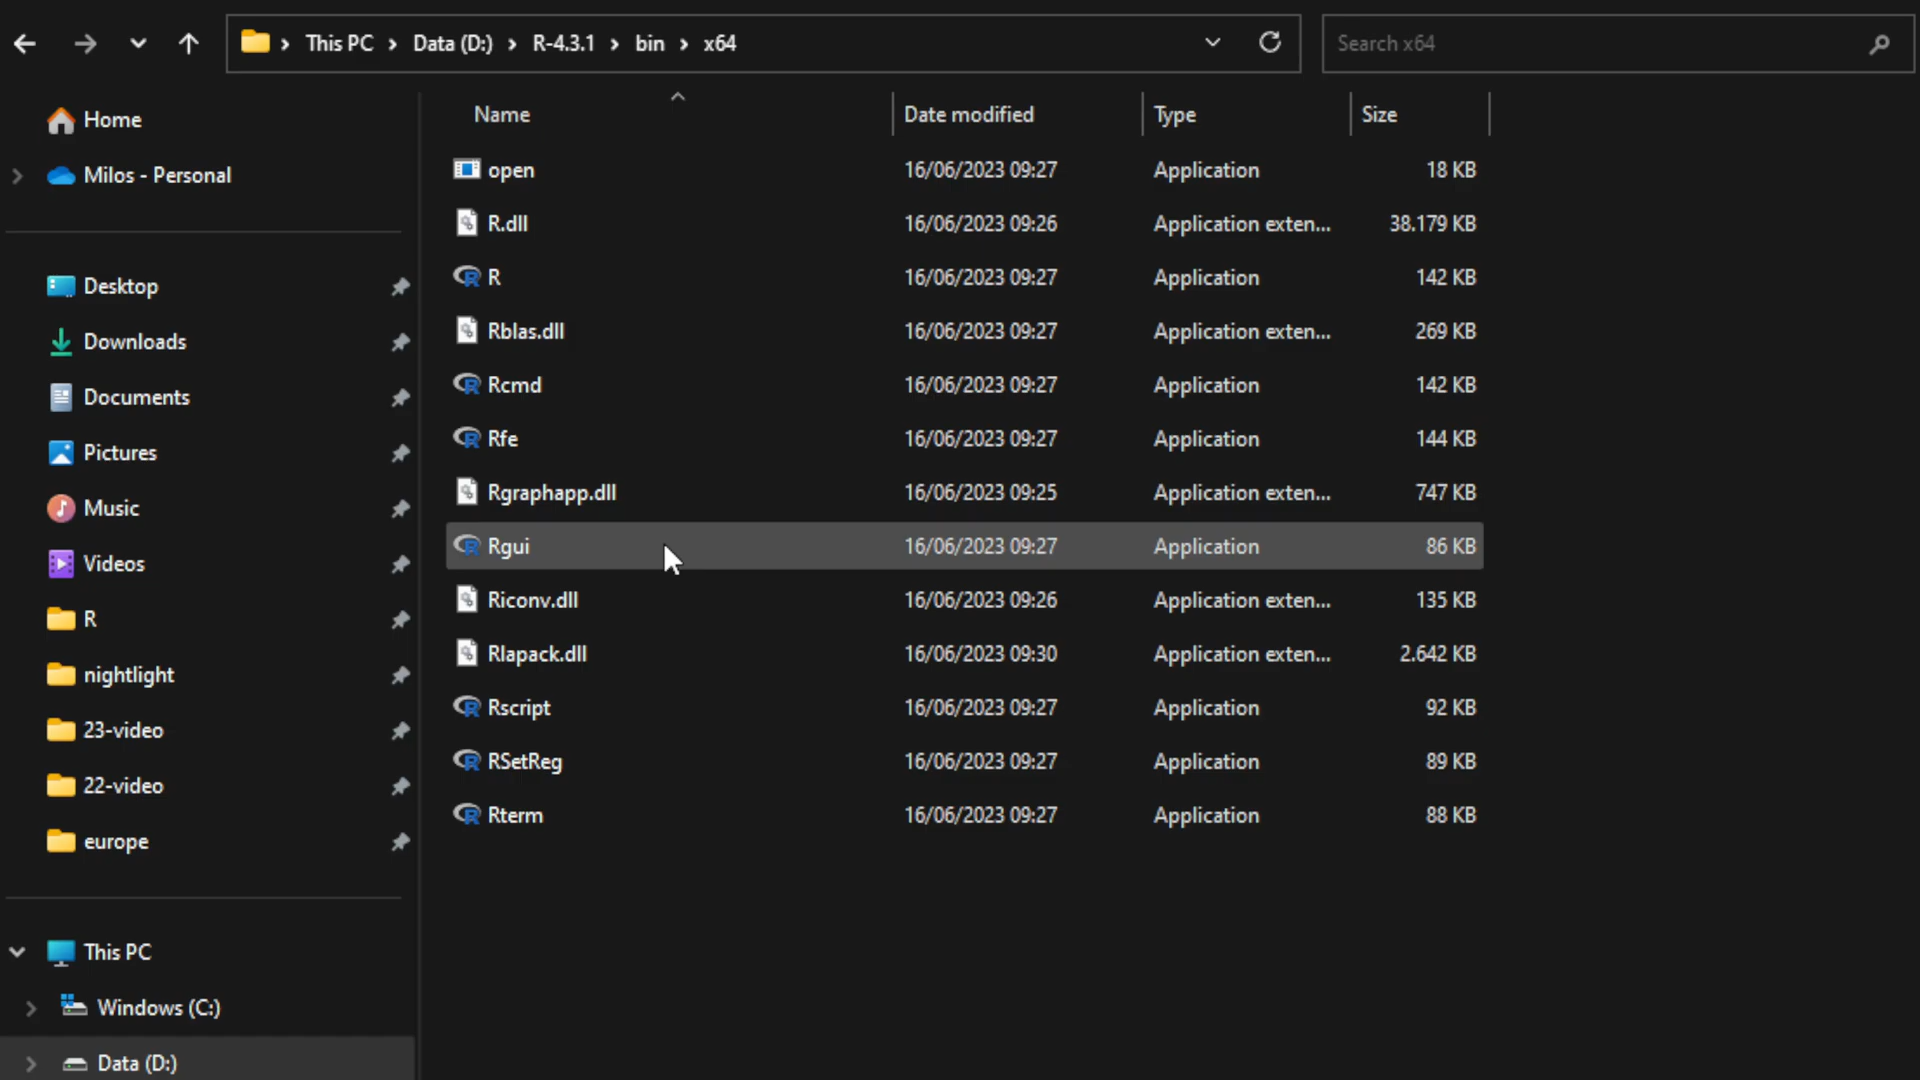 This PC > Data (D:) > R-4.3.1 > bin > x64
Search x64
Home
Milos - Personal
Desktop
Downloads
Documents
Pictures
Music
Videos
R
nightlight
23-video
22-video
europe
This PC
Windows (C:)
Data (D:)
Name Date modified Type Size
open 16/06/2023 09:27 Application 18 KB
R.dll 16/06/2023 09:26 Application exten... 38.179 KB
R 16/06/2023 09:27 Application 142 KB
Rblas.dll 16/06/2023 09:27 Application exten... 269 KB
Rcmd 16/06/2023 09:27 Application 142 KB
Rfe 16/06/2023 09:27 Application 144 KB
Rgraphapp.dll 16/06/2023 09:25 Application exten... 747 KB
Rgui 16/06/2023 09:27 Application 86 KB
Riconv.dll 16/06/2023 09:26 Application exten... 135 KB
Rlapack.dll 16/06/2023 09:30 Application exten... 2.642 KB
Rscript 16/06/2023 09:27 Application 92 KB
RSetReg 16/06/2023 09:27 Application 89 KB
Rterm 16/06/2023 09:27 Application 88 KB